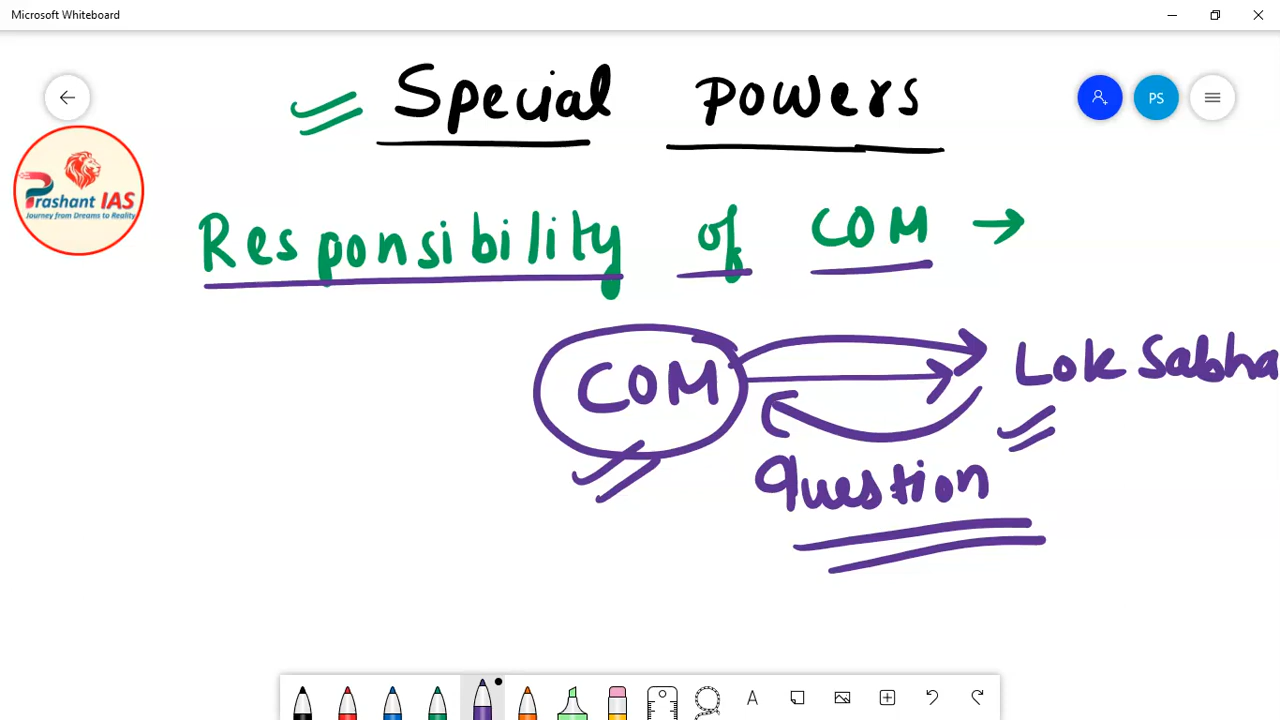 Microsoft Whiteboard
Special Powers
PS
Prashant IAS
Journey from Dreams to Reality
Responsibility of COM →
COM
Lok Sabha
Question
A